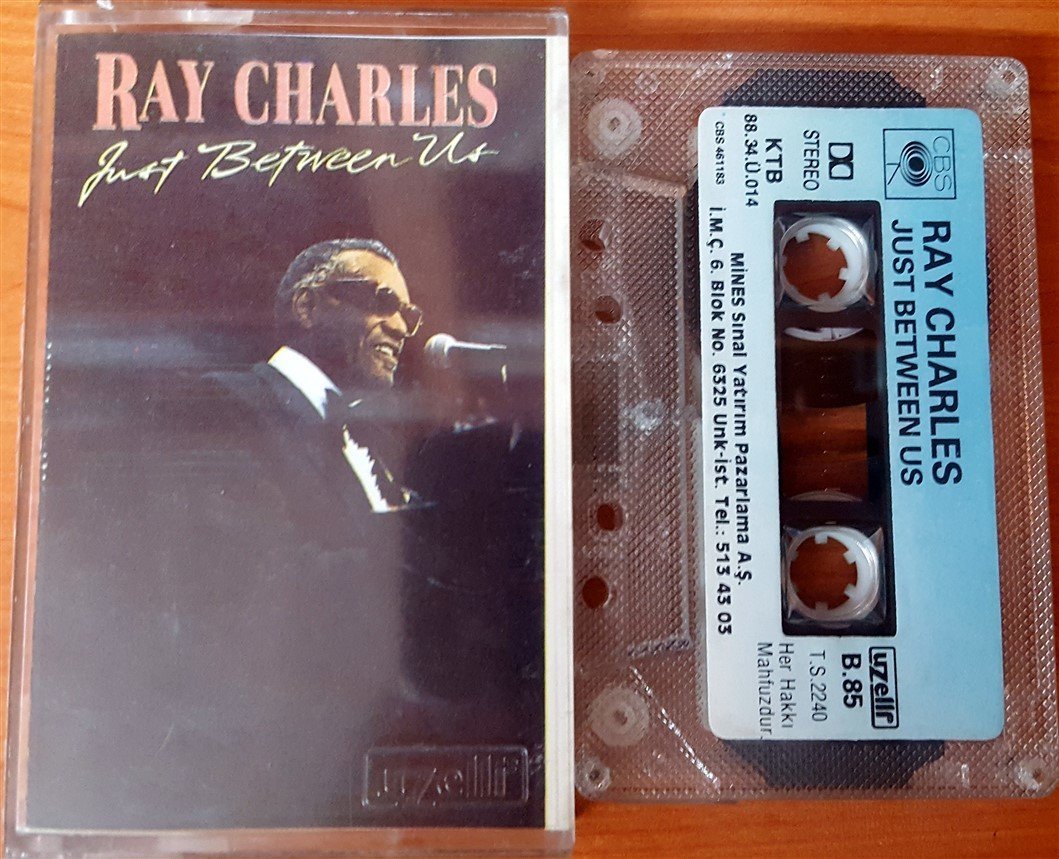 RAY CHARLES
Just Between Us
uzelli
CBS
RAY CHARLES
JUST BETWEEN US
DC STEREO
KTB
88.34.Ü.014
CBS 461183
MİNES Sınai Yatırım Pazarlama A.Ş.
İ.M.Ç. 6. Blok No. 6325 Unk-İst. Tel.: 513 43 03
uzelli
B.85
T.S.2240
Her Hakkı
Mahfuzdur.